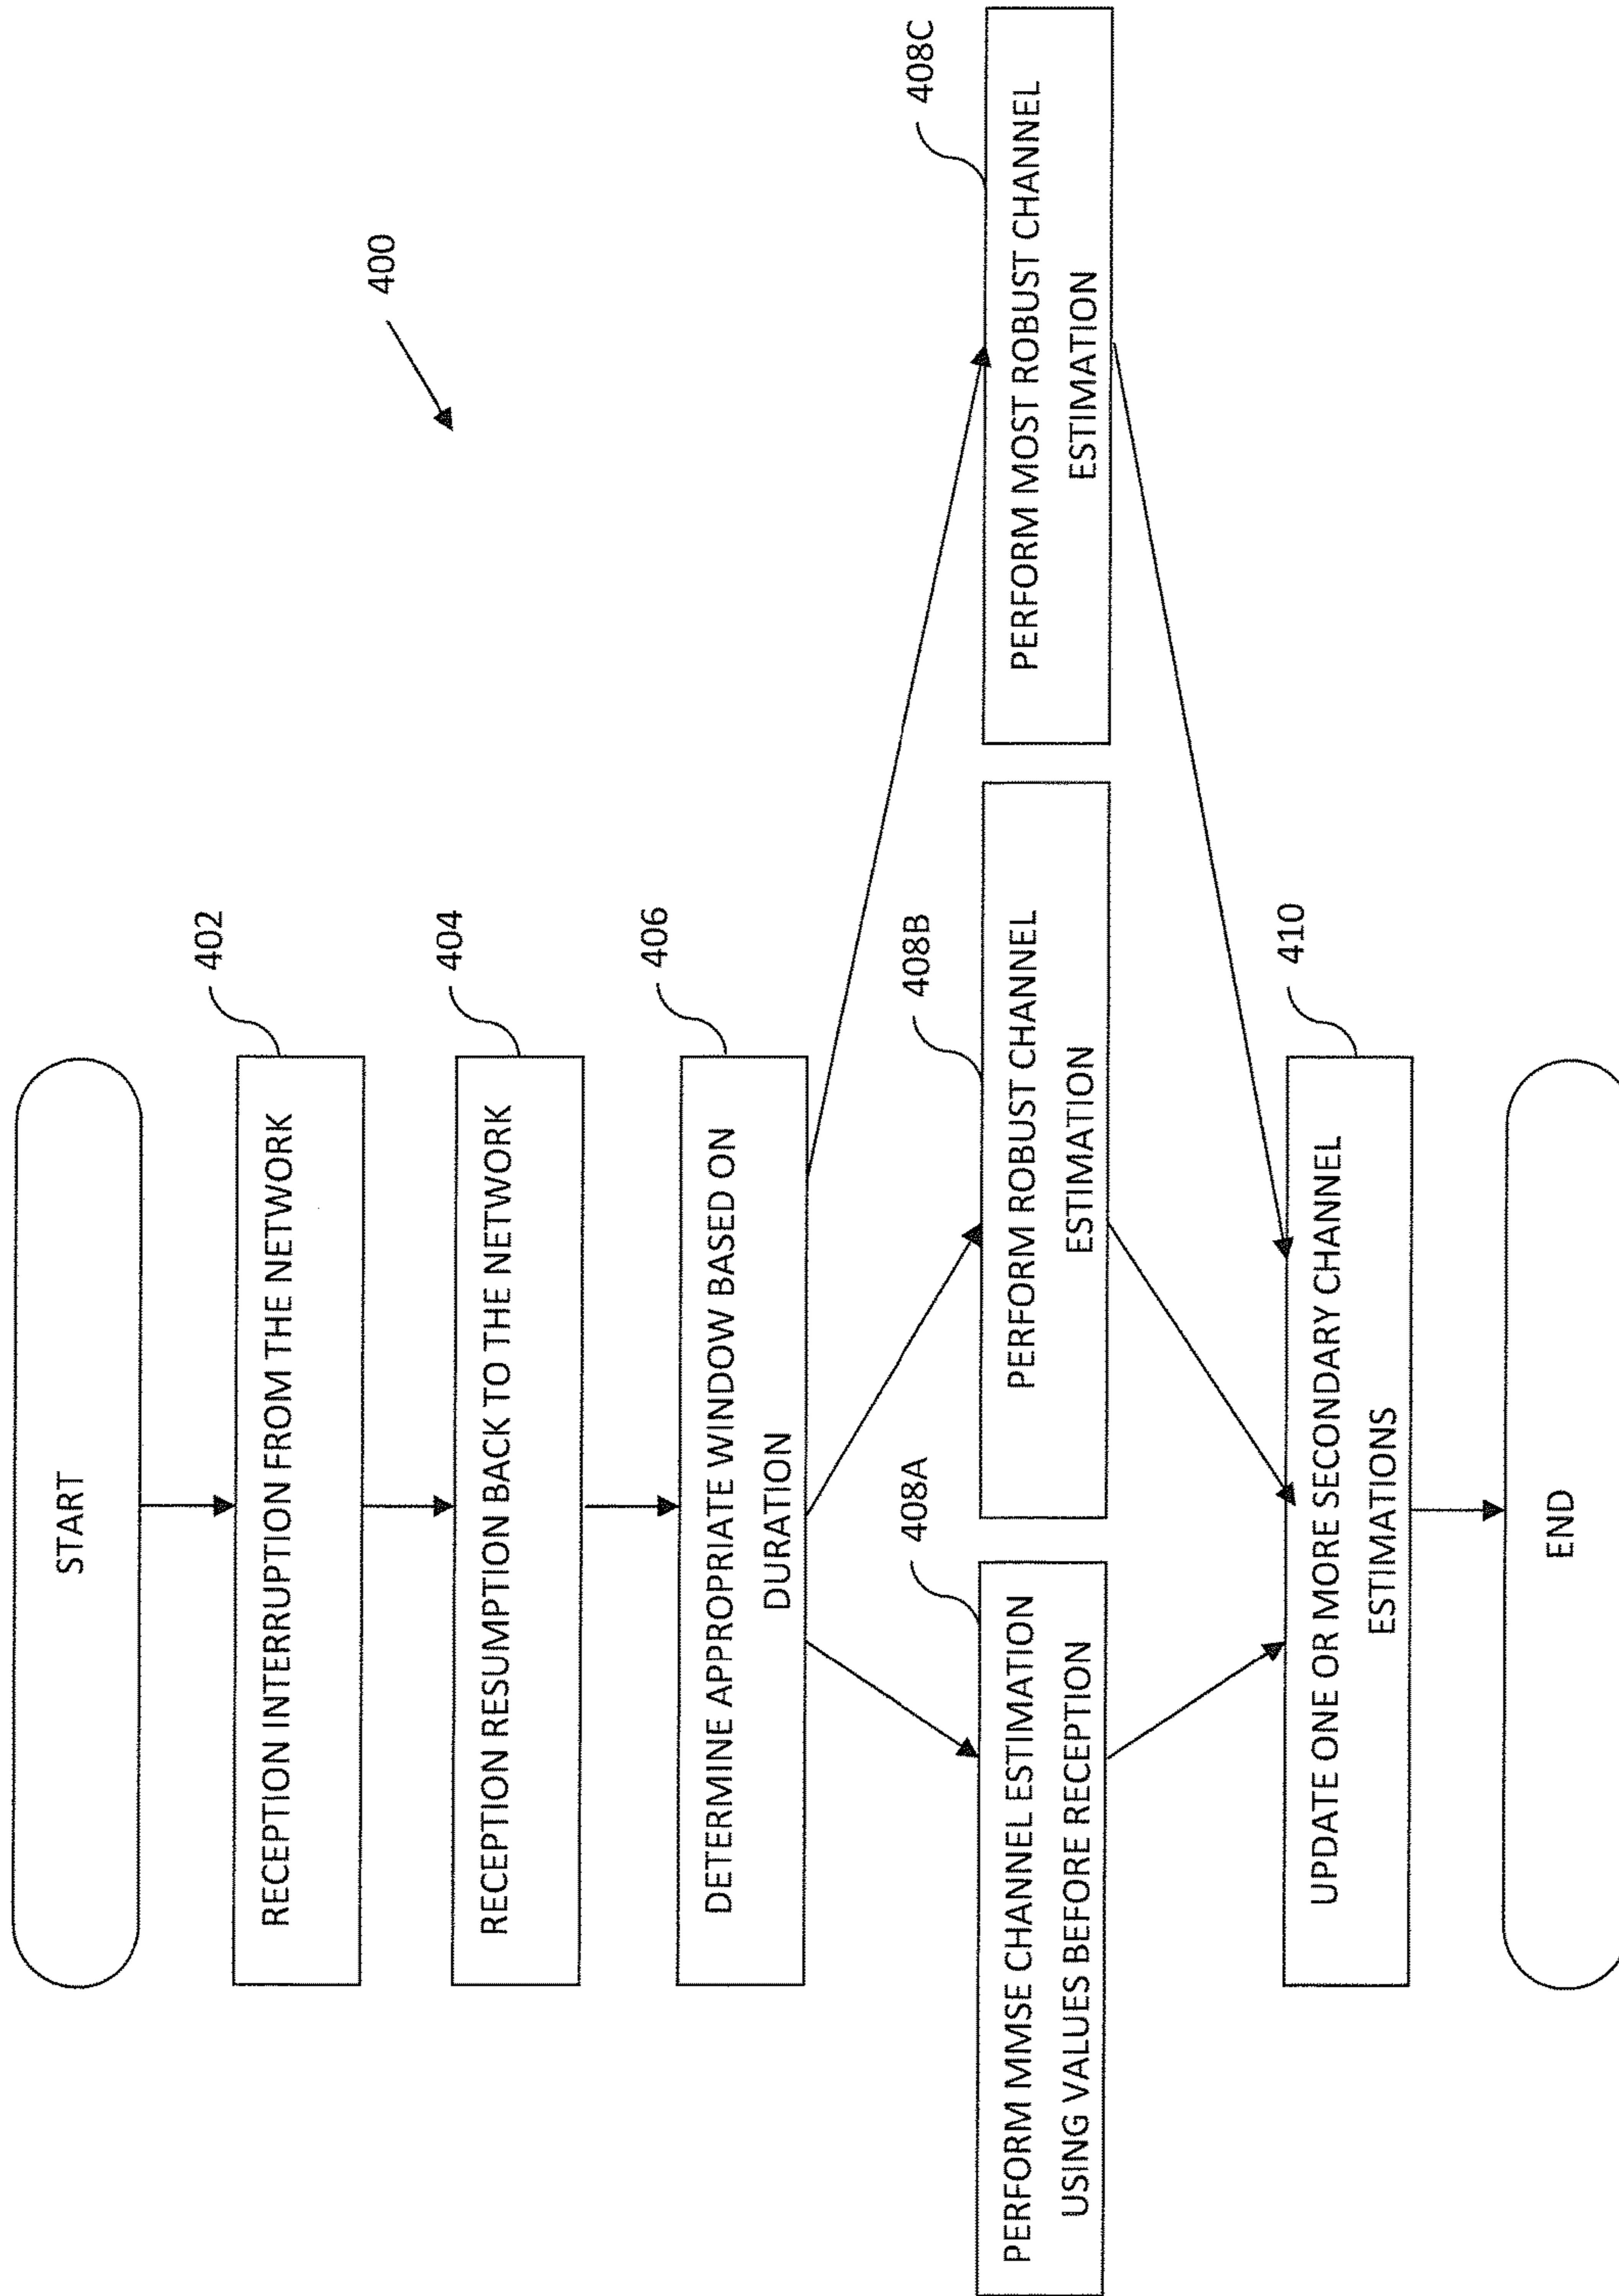 START
402
RECEPTION INTERRUPTION FROM THE NETWORK
404
RECEPTION RESUMPTION BACK TO THE NETWORK
406
DETERMINE APPROPRIATE WINDOW BASED ON
DURATION
400
408A
PERFORM MMSE CHANNEL ESTIMATION
USING VALUES BEFORE RECEPTION
408B
PERFORM ROBUST CHANNEL
ESTIMATION
408C
PERFORM MOST ROBUST CHANNEL
ESTIMATION
410
UPDATE ONE OR MORE SECONDARY CHANNEL
ESTIMATIONS
END